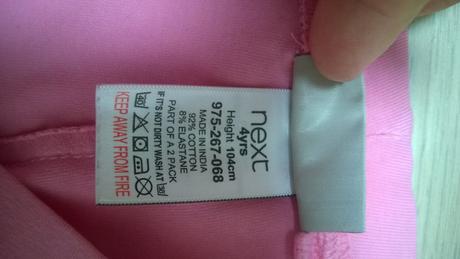 next
4yrs
Height 104cm
975-267-068
MADE IN INDIA
92% COTTON
8% ELASTANE
PART OF A 2 PACK
IF IT'S NOT DIRTY WASH AT 30
40
KEEP AWAY FROM FIRE